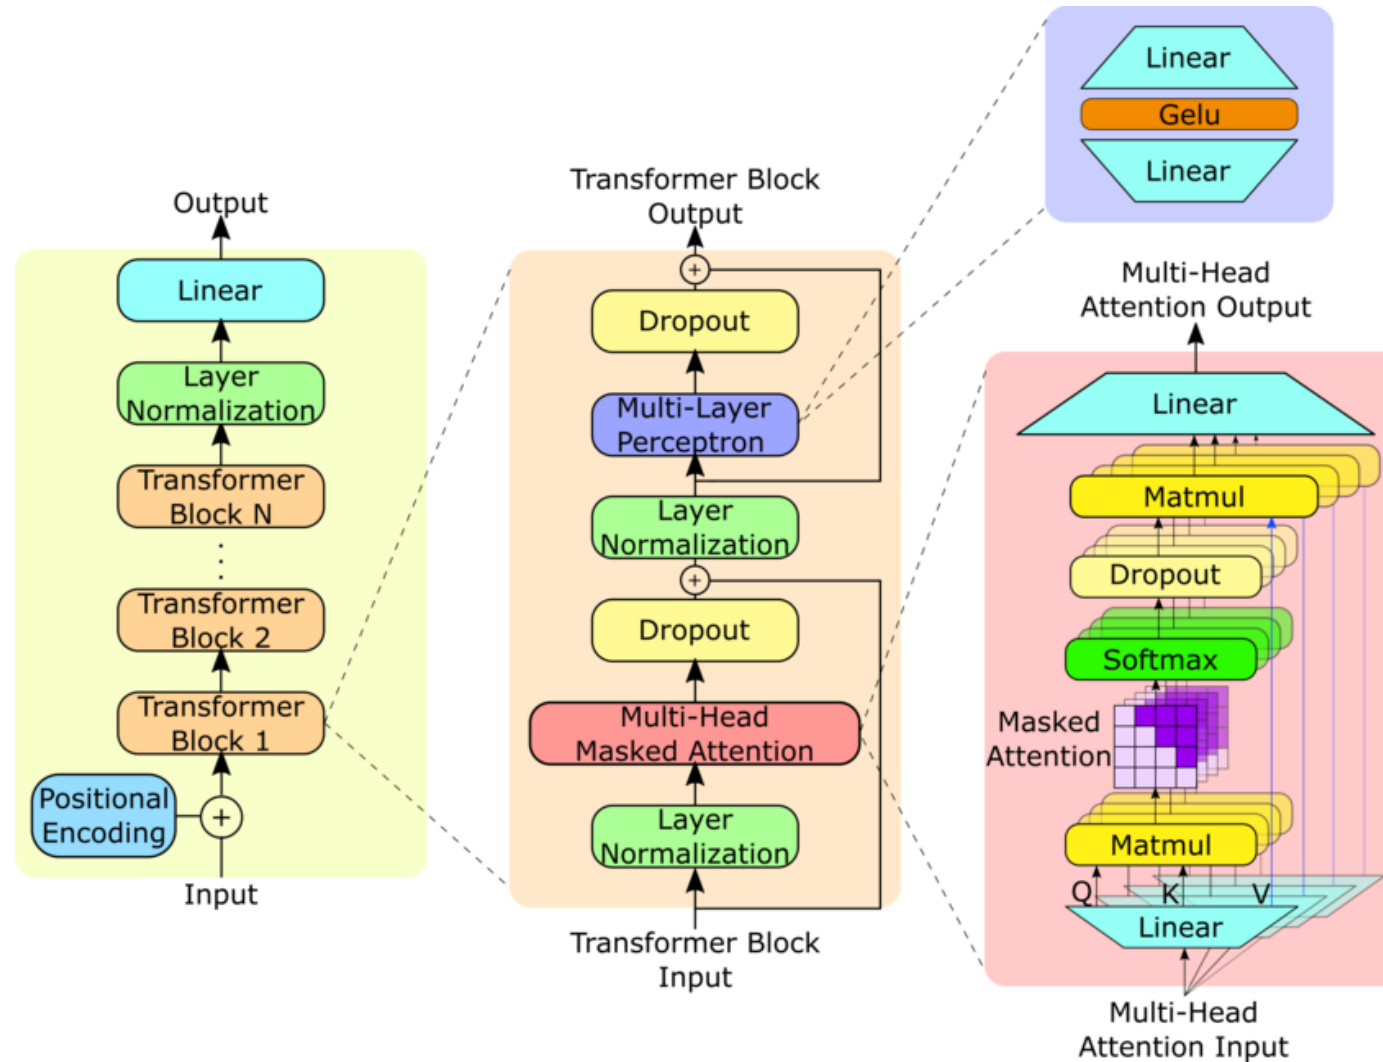 Output
Linear
Layer
Normalization
Transformer
Block N
Transformer
Block 2
Transformer
Block 1
Positional
Encoding
+
Input
Transformer Block
Output
+
Dropout
Multi-Layer
Perceptron
Layer
Normalization
+
Dropout
Multi-Head
Masked Attention
Layer
Normalization
Transformer Block
Input
Linear
Gelu
Linear
Multi-Head
Attention Output
Linear
Matmul
Dropout
Softmax
Masked
Attention
Matmul
Q K V
Linear
Multi-Head
Attention Input